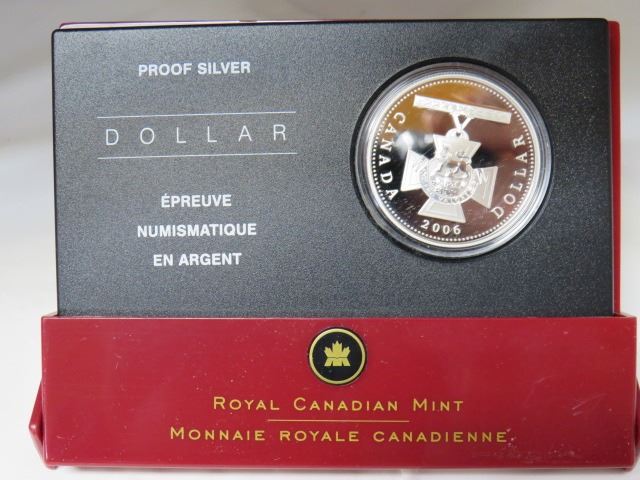 PROOF SILVER
DOLLAR
ÉPREUVE
NUMISMATIQUE
EN ARGENT
CANADA
DOLLAR
2006
ROYAL CANADIAN MINT
MONNAIE ROYALE CANADIENNE